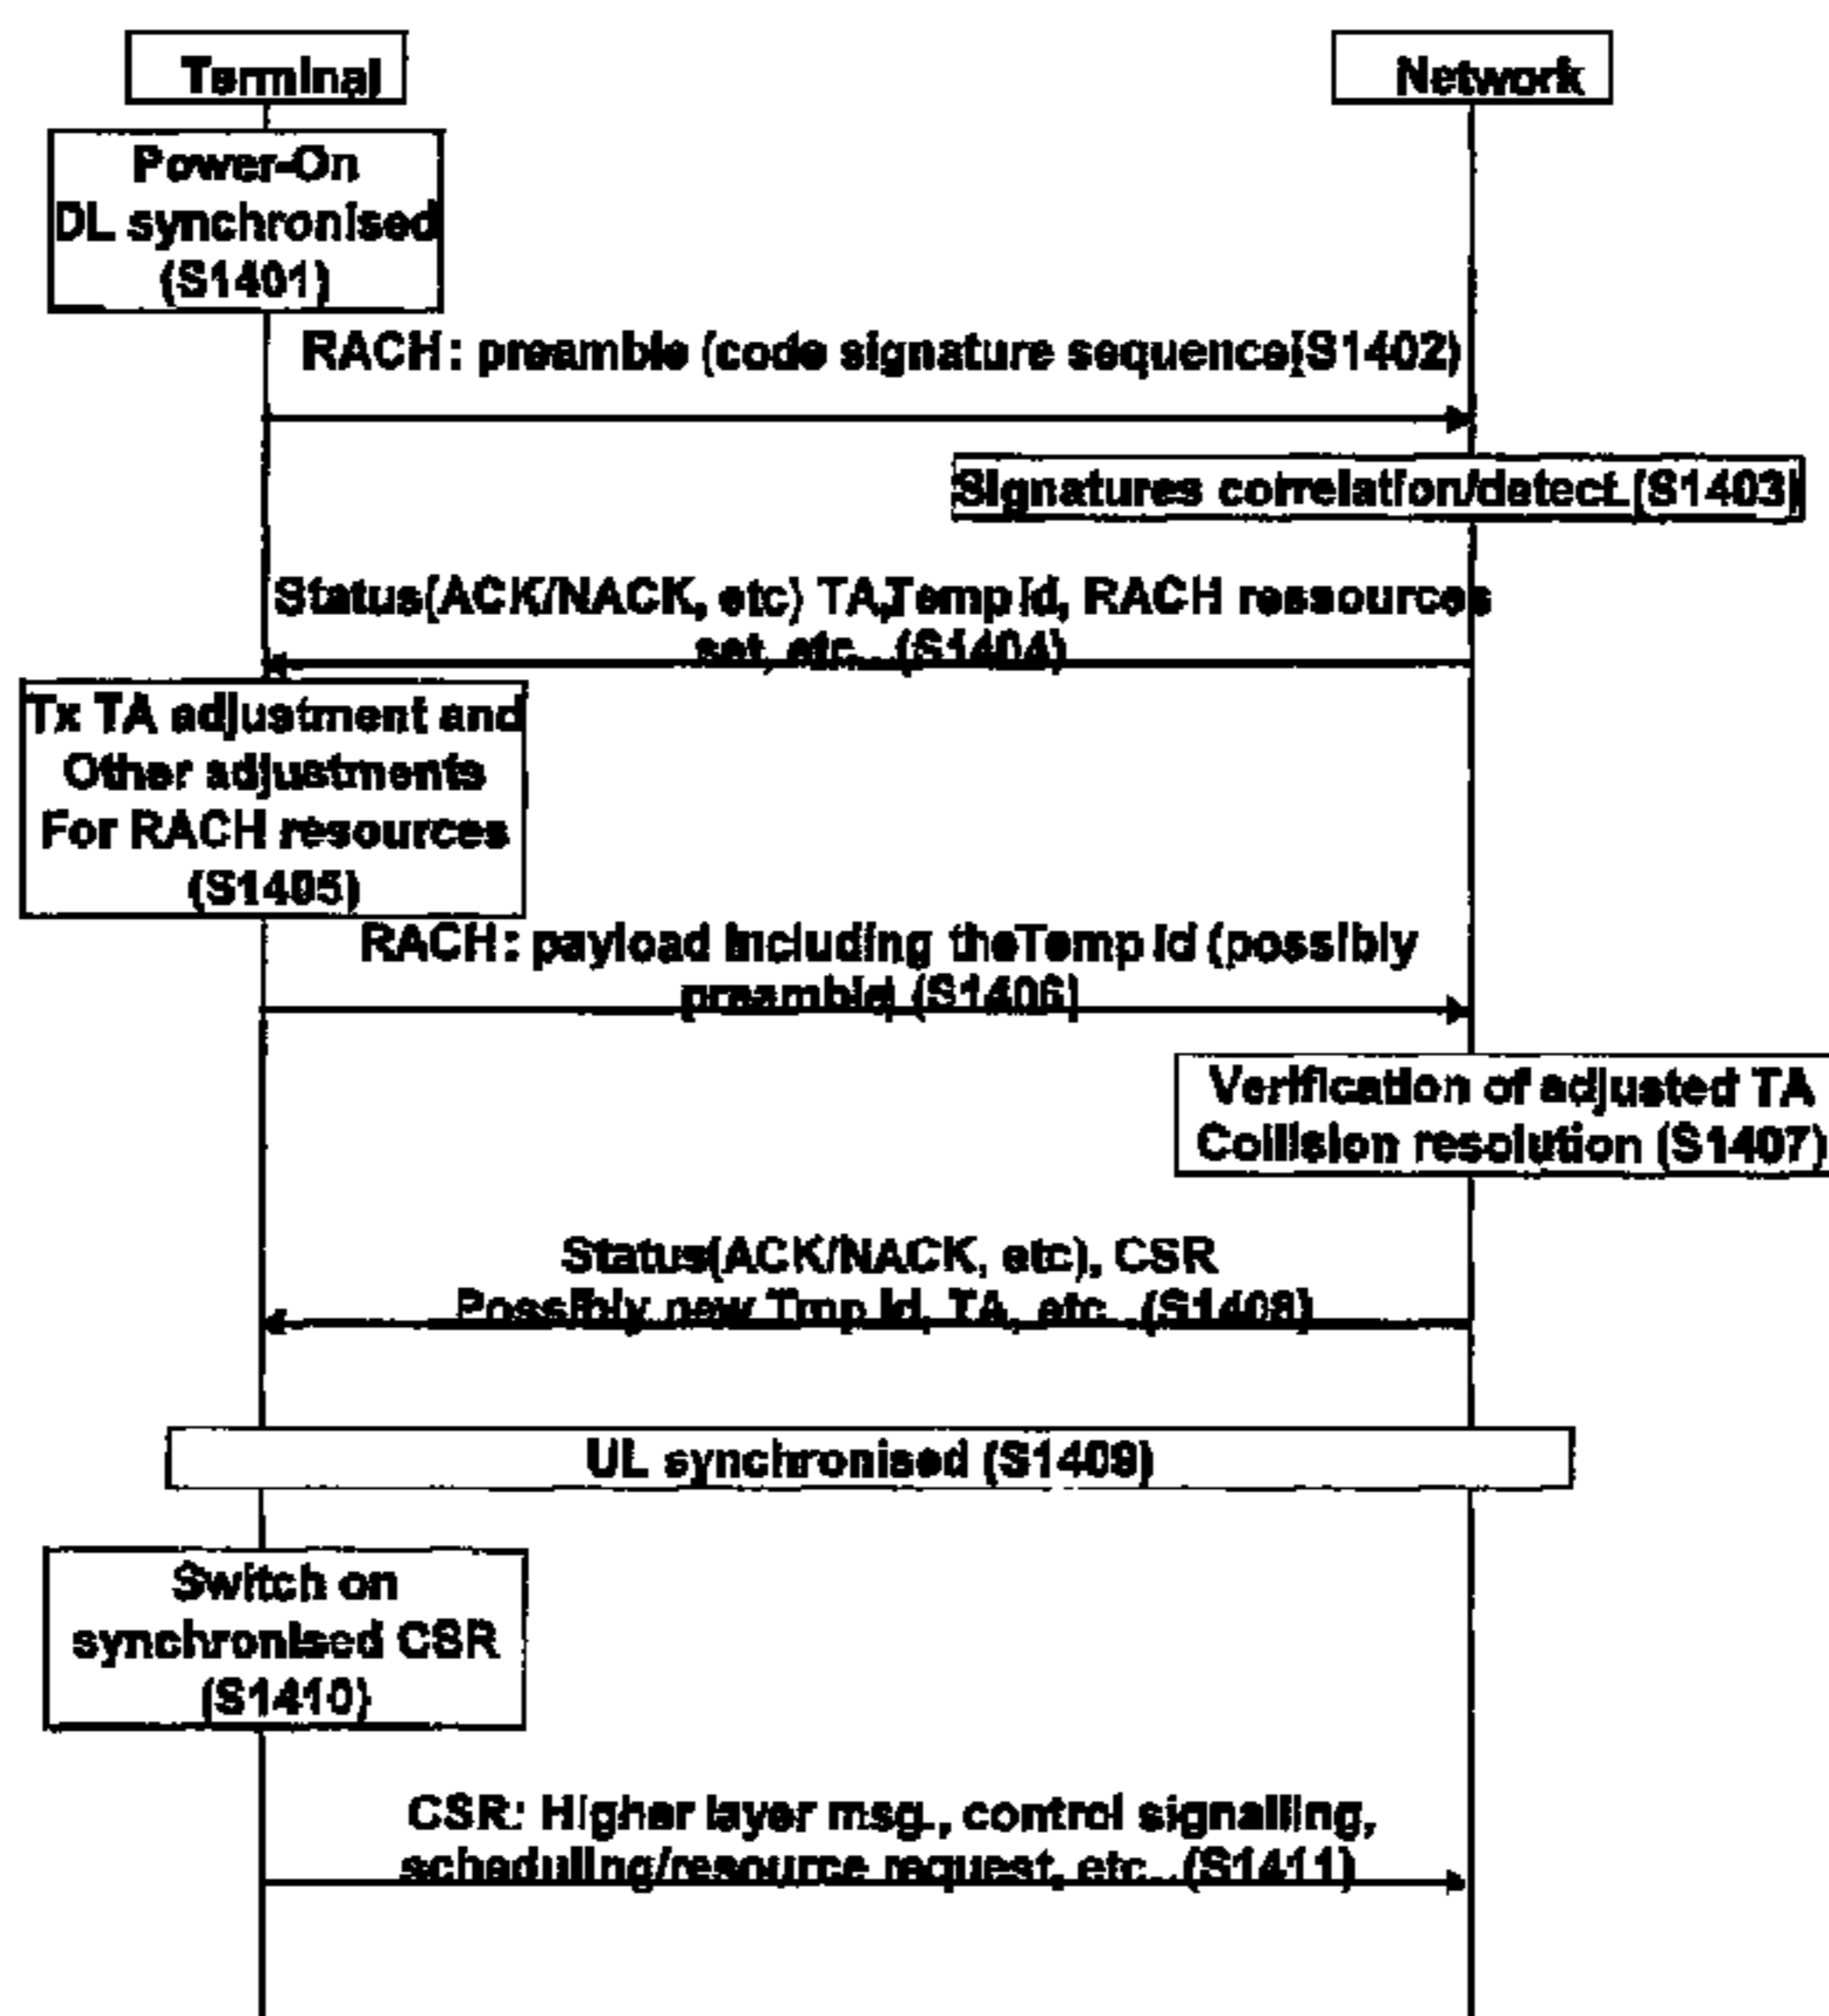 Terminal
Network
Power-On
DL synchronised
(S1401)
RACH: preamble (code signature sequence(S1402)
Signatures correlation/detect.(S1403)
Status(ACK/NACK, etc) TA,Temp Id, RACH ressources
set, etc...(S1404)
Tx TA adjustment and
Other adjustments
For RACH resources
(S1405)
RACH: payload including theTemp Id (possibly
preamble) (S1406)
Verification of adjusted TA
Collision resolution (S1407)
Status(ACK/NACK, etc), CSR
Possibly new Tmp Id, TA, etc...(S1408)
UL synchronised (S1409)
Switch on
synchronised CSR
(S1410)
CSR: Higher layer msg., control signalling,
scheduling/resource request, etc...(S1411)